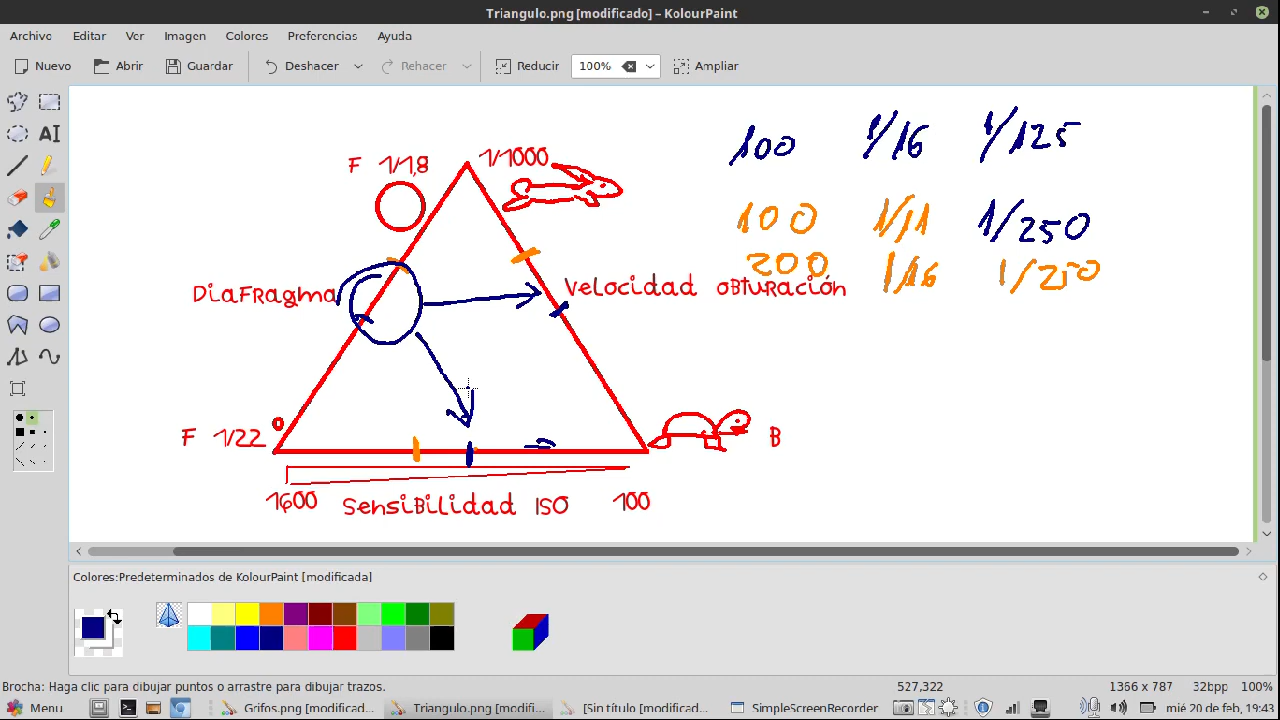 Triangulo.png [modificado] – KolourPaint
Archivo Editar Ver Imagen Colores Preferencias Ayuda
Nuevo Abrir Guardar Deshacer Rehacer Reducir 100% Ampliar
100 1/16 1/125
F 1/1,8 1/1000
100 1/11 1/250
200 1/16 1/250
DiaFragma Velocidad obturación
F 1/22 B
1600 Sensibilidad ISO 100
Colores:Predeterminados de KolourPaint [modificada]
Brocha: Haga clic para dibujar puntos o arrastre para dibujar trazos. 527,322 1366 x 787 32bpp 100%
Menu Grifos.png [modificado]... Triangulo.png [modifi... [Sin título [modificad... SimpleScreenRecorder mié 20 de feb, 19:43